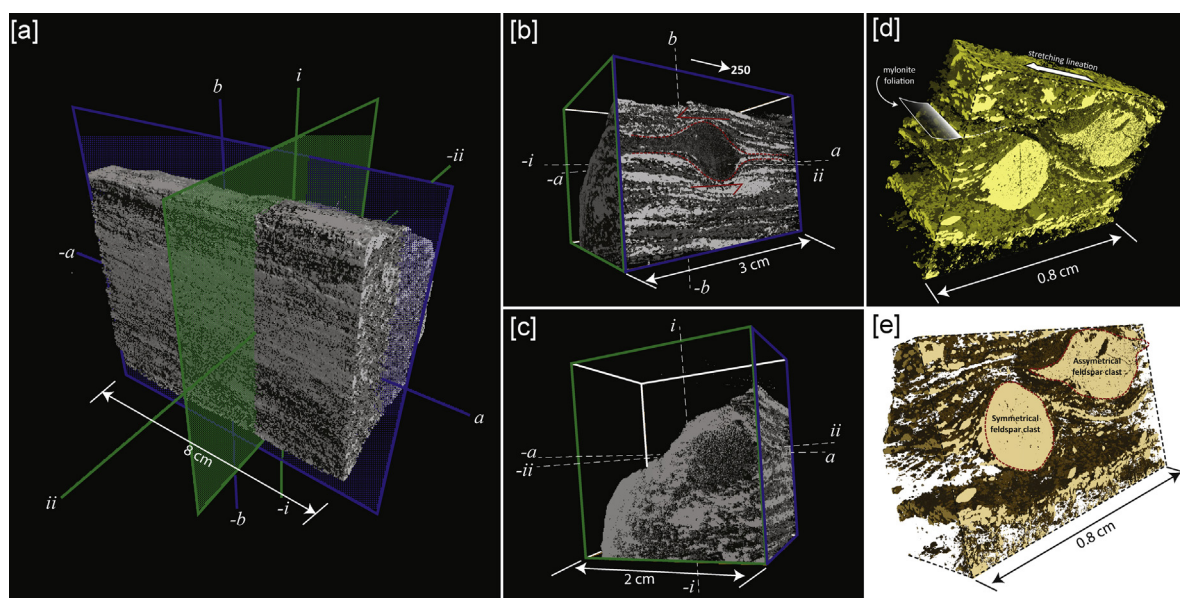 [a]
b
i
-ii
-a
a
8 cm
ii
-b
-i
[b]
b
250
-i
-a
a
ii
3 cm
-b
[c]
i
-a
-ii
ii
a
2 cm
-i
[d]
stretching lineation
mylonite
foliation
0.8 cm
[e]
Assymetrical
feldspar clast
Symmetrical
feldspar clast
0.8 cm